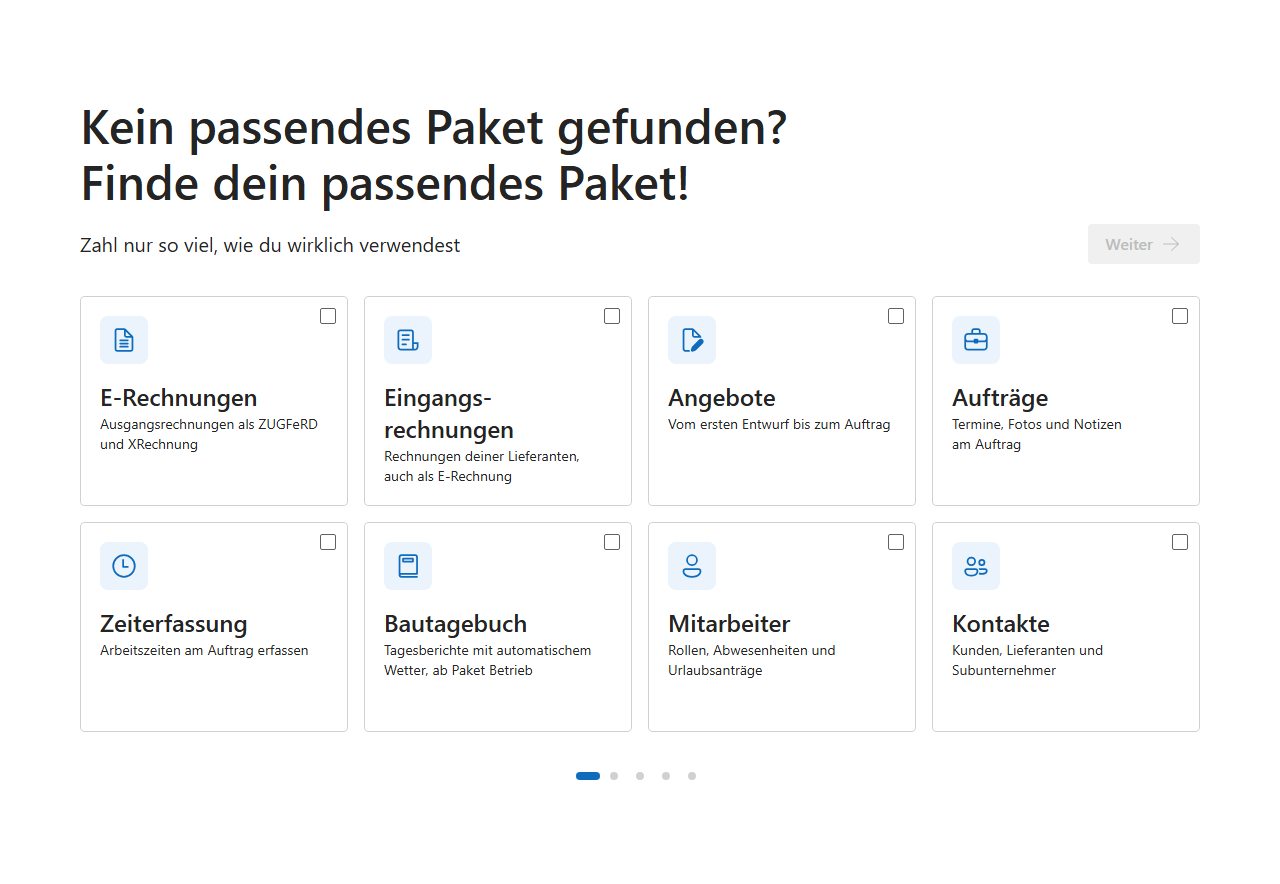 Kein passendes Paket gefunden?
Finde dein passendes Paket!
Zahl nur so viel, wie du wirklich verwendest
Weiter
E-Rechnungen
Ausgangsrechnungen als ZUGFeRD
und XRechnung
Eingangs-
rechnungen
Rechnungen deiner Lieferanten,
auch als E-Rechnung
Angebote
Vom ersten Entwurf bis zum Auftrag
Aufträge
Termine, Fotos und Notizen
am Auftrag
Zeiterfassung
Arbeitszeiten am Auftrag erfassen
Bautagebuch
Tagesberichte mit automatischem
Wetter, ab Paket Betrieb
Mitarbeiter
Rollen, Abwesenheiten und
Urlaubsanträge
Kontakte
Kunden, Lieferanten und
Subunternehmer